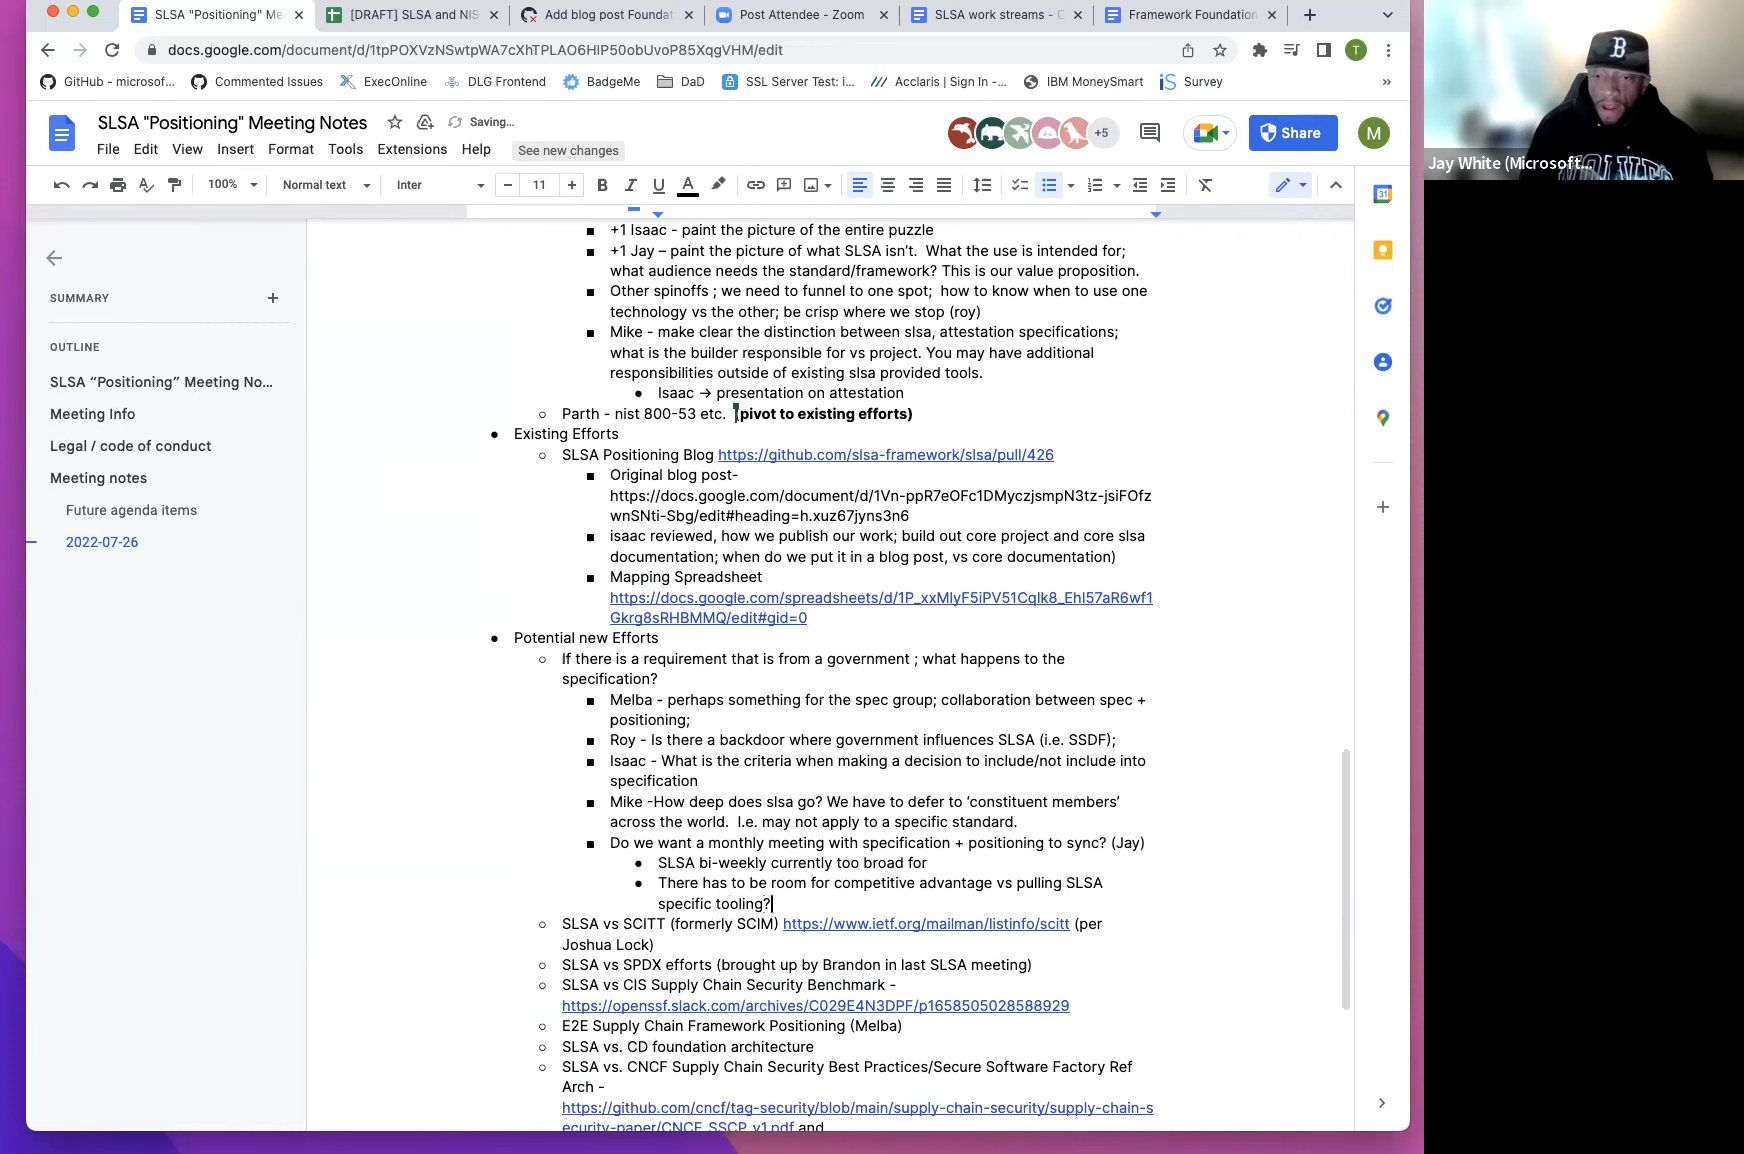 SLSA "Positioning" Me
[DRAFT] SLSA and NIS
Add blog post Foundat
Post Attendee - Zoom
SLSA work streams - G
Framework Foundation
docs.google.com/document/d/1tpPOXVzNSwtpWA7cXhTPLAO6HIP50obUvoP85XqgVHM/edit
T
GitHub - microsof...
Commented Issues
ExecOnline
DLG Frontend
BadgeMe
DaD
SSL Server Test: i...
Acclaris | Sign In -...
IBM MoneySmart
Survey
»
SLSA "Positioning" Meeting Notes
Saving...
File Edit View Insert Format Tools Extensions Help
See new changes
+5
Share
M
100%
Normal text
Inter
11
B I U A
SUMMARY
OUTLINE
SLSA “Positioning” Meeting No...
Meeting Info
Legal / code of conduct
Meeting notes
Future agenda items
2022-07-26
+1 Isaac - paint the picture of the entire puzzle
+1 Jay – paint the picture of what SLSA isn’t. What the use is intended for;
what audience needs the standard/framework? This is our value proposition.
Other spinoffs ; we need to funnel to one spot; how to know when to use one
technology vs the other; be crisp where we stop (roy)
Mike - make clear the distinction between slsa, attestation specifications;
what is the builder responsible for vs project. You may have additional
responsibilities outside of existing slsa provided tools.
Isaac → presentation on attestation
Parth - nist 800-53 etc. (pivot to existing efforts)
Existing Efforts
SLSA Positioning Blog https://github.com/slsa-framework/slsa/pull/426
Original blog post-
https://docs.google.com/document/d/1Vn-ppR7eOFc1DMyczjsmpN3tz-jsiFOfz
wnSNti-Sbg/edit#heading=h.xuz67jyns3n6
isaac reviewed, how we publish our work; build out core project and core slsa
documentation; when do we put it in a blog post, vs core documentation)
Mapping Spreadsheet
https://docs.google.com/spreadsheets/d/1P_xxMlyF5iPV51Cqlk8_EhI57aR6wf1
Gkrg8sRHBMMQ/edit#gid=0
Potential new Efforts
If there is a requirement that is from a government ; what happens to the
specification?
Melba - perhaps something for the spec group; collaboration between spec +
positioning;
Roy - Is there a backdoor where government influences SLSA (i.e. SSDF);
Isaac - What is the criteria when making a decision to include/not include into
specification
Mike -How deep does slsa go? We have to defer to ‘constituent members’
across the world. I.e. may not apply to a specific standard.
Do we want a monthly meeting with specification + positioning to sync? (Jay)
SLSA bi-weekly currently too broad for
There has to be room for competitive advantage vs pulling SLSA
specific tooling?
SLSA vs SCITT (formerly SCIM) https://www.ietf.org/mailman/listinfo/scitt (per
Joshua Lock)
SLSA vs SPDX efforts (brought up by Brandon in last SLSA meeting)
SLSA vs CIS Supply Chain Security Benchmark -
https://openssf.slack.com/archives/C029E4N3DPF/p1658505028588929
E2E Supply Chain Framework Positioning (Melba)
SLSA vs. CD foundation architecture
SLSA vs. CNCF Supply Chain Security Best Practices/Secure Software Factory Ref
Arch -
https://github.com/cncf/tag-security/blob/main/supply-chain-security/supply-chain-s
ecurity-paper/CNCF_SSCP_v1.pdf and
31
B
Jay White (Microsoft...